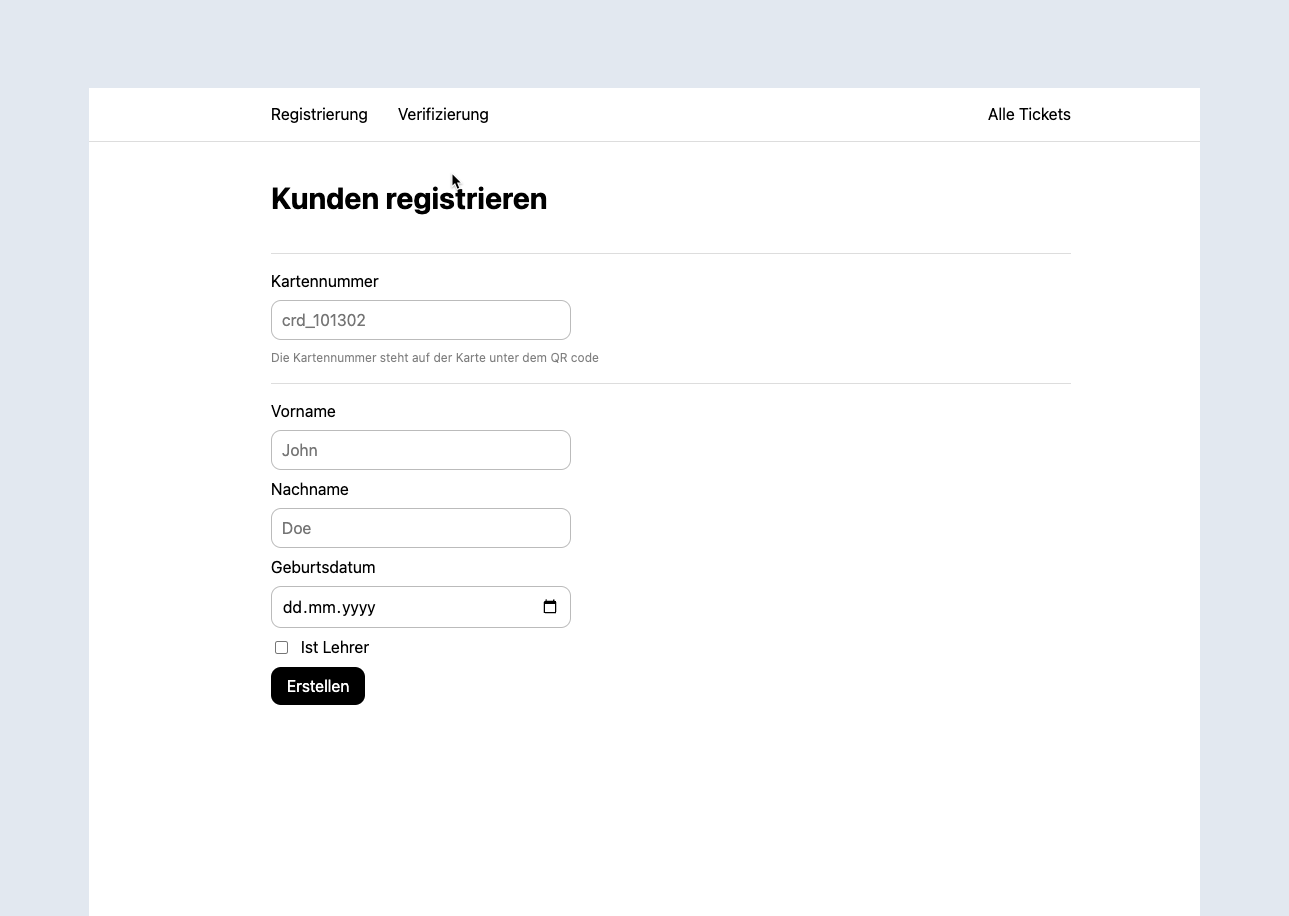 Registrierung Verifizierung Alle Tickets
Kunden registrieren
Kartennummer
crd_101302
Die Kartennummer steht auf der Karte unter dem QR code
Vorname
John
Nachname
Doe
Geburtsdatum
dd.mm.yyyy
Ist Lehrer
Erstellen